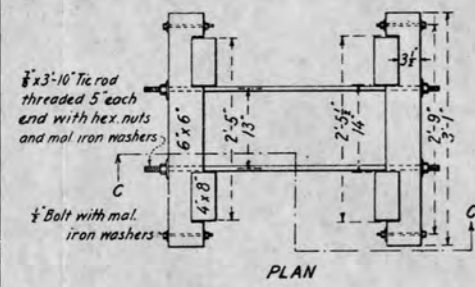 ⅞"x3'-10" Tie rod
threaded 5" each
end with hex. nuts
and mal. iron washers
6"x6"
2'-5"
13"
4"x8"
2'-5½"
14"
3½"
2'-9"
3'-1"
C
C
½" Bolt with mal.
iron washers
PLAN